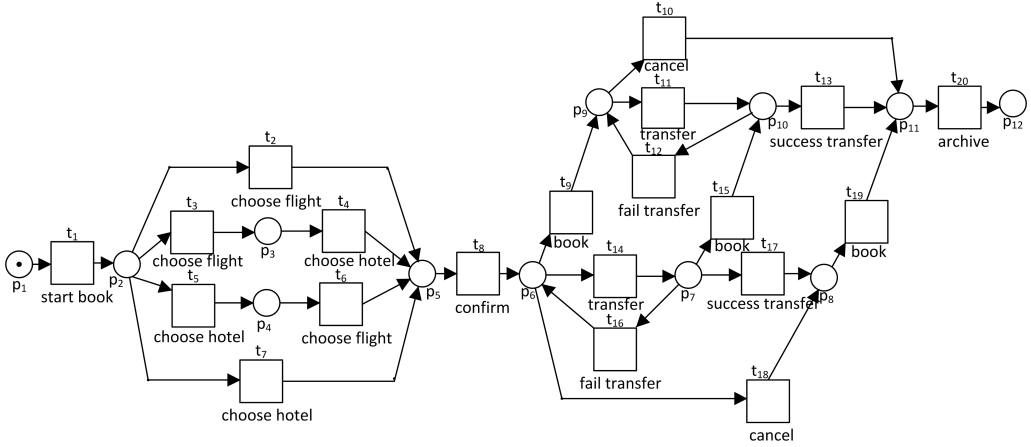 t10
cancel
t11
transfer
t12
fail transfer
t13
success transfer
t20
archive
p9
p10
p11
p12
t2
choose flight
t3
choose flight
t4
choose hotel
p3
t1
start book
p1
p2
t5
choose hotel
t6
choose flight
p4
t7
choose hotel
p5
t8
confirm
p6
t9
book
t14
transfer
t15
book
t16
fail transfer
p7
t17
success transfer
p8
t18
cancel
t19
book